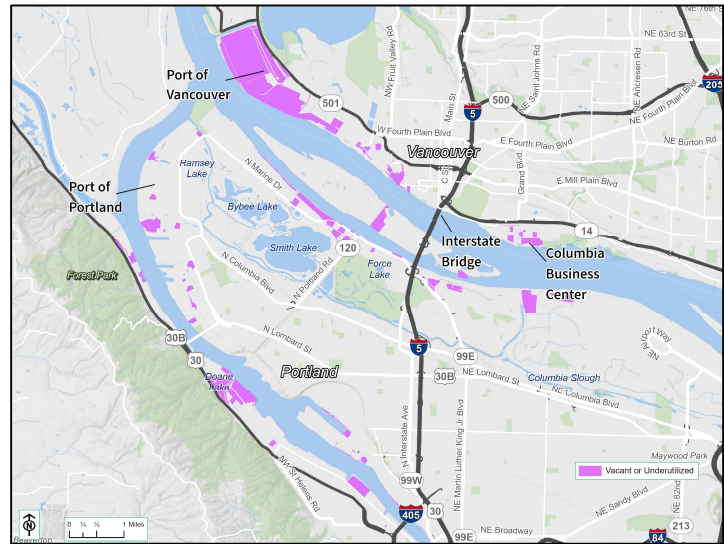 NE 76th St
NE 63rd St
NW Fruit Valley Rd
Main St
NE Saint Johns Rd
NE Andresen Rd
205
Port of
Vancouver
501
500
5
NE Fourth Plain Blvd
W Fourth Plain Blvd
E Fourth Plain Blvd
NE Burton Rd
Vancouver
C St
Grand Blvd
E Mill Plain Blvd
Ramsey
Lake
N Marine Dr
Port of
Portland
Bybee Lake
14
Smith Lake
120
Interstate
Bridge
Columbia
Business
Center
Force
Lake
Forest Park
N Columbia Blvd
N Portland Rd
30B
30
N Lombard St
5
99E
NE Airport Way
Portland
30B
NE Lombard St
Columbia Slough
Doane
Lake
NE Columbia Blvd
N Interstate Ave
NE Martin Luther King Jr Blvd
Maywood Park
Vacant or Underutilized
NW St Helens Rd
99W
NE Sandy Blvd
NE 82nd
N
0 ¼ ½ 1 Miles
405
30
213
NE Broadway
99E
84
Beaverton